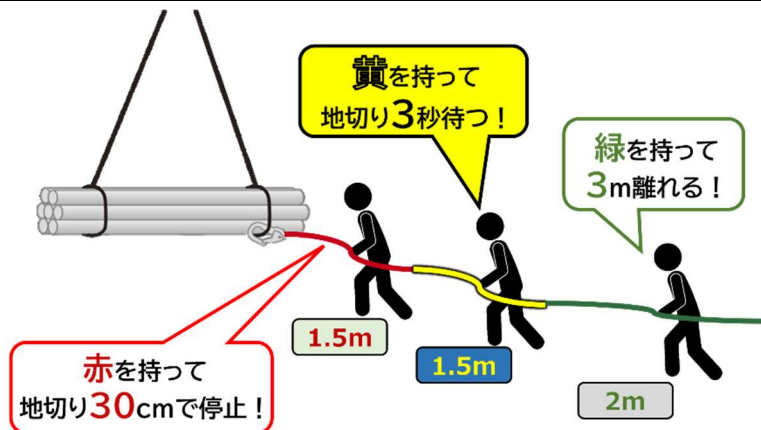 黄を持って
地切り3秒待つ！
緑を持って
3m離れる！
1.5m
1.5m
赤を持って
地切り30cmで停止！
2m